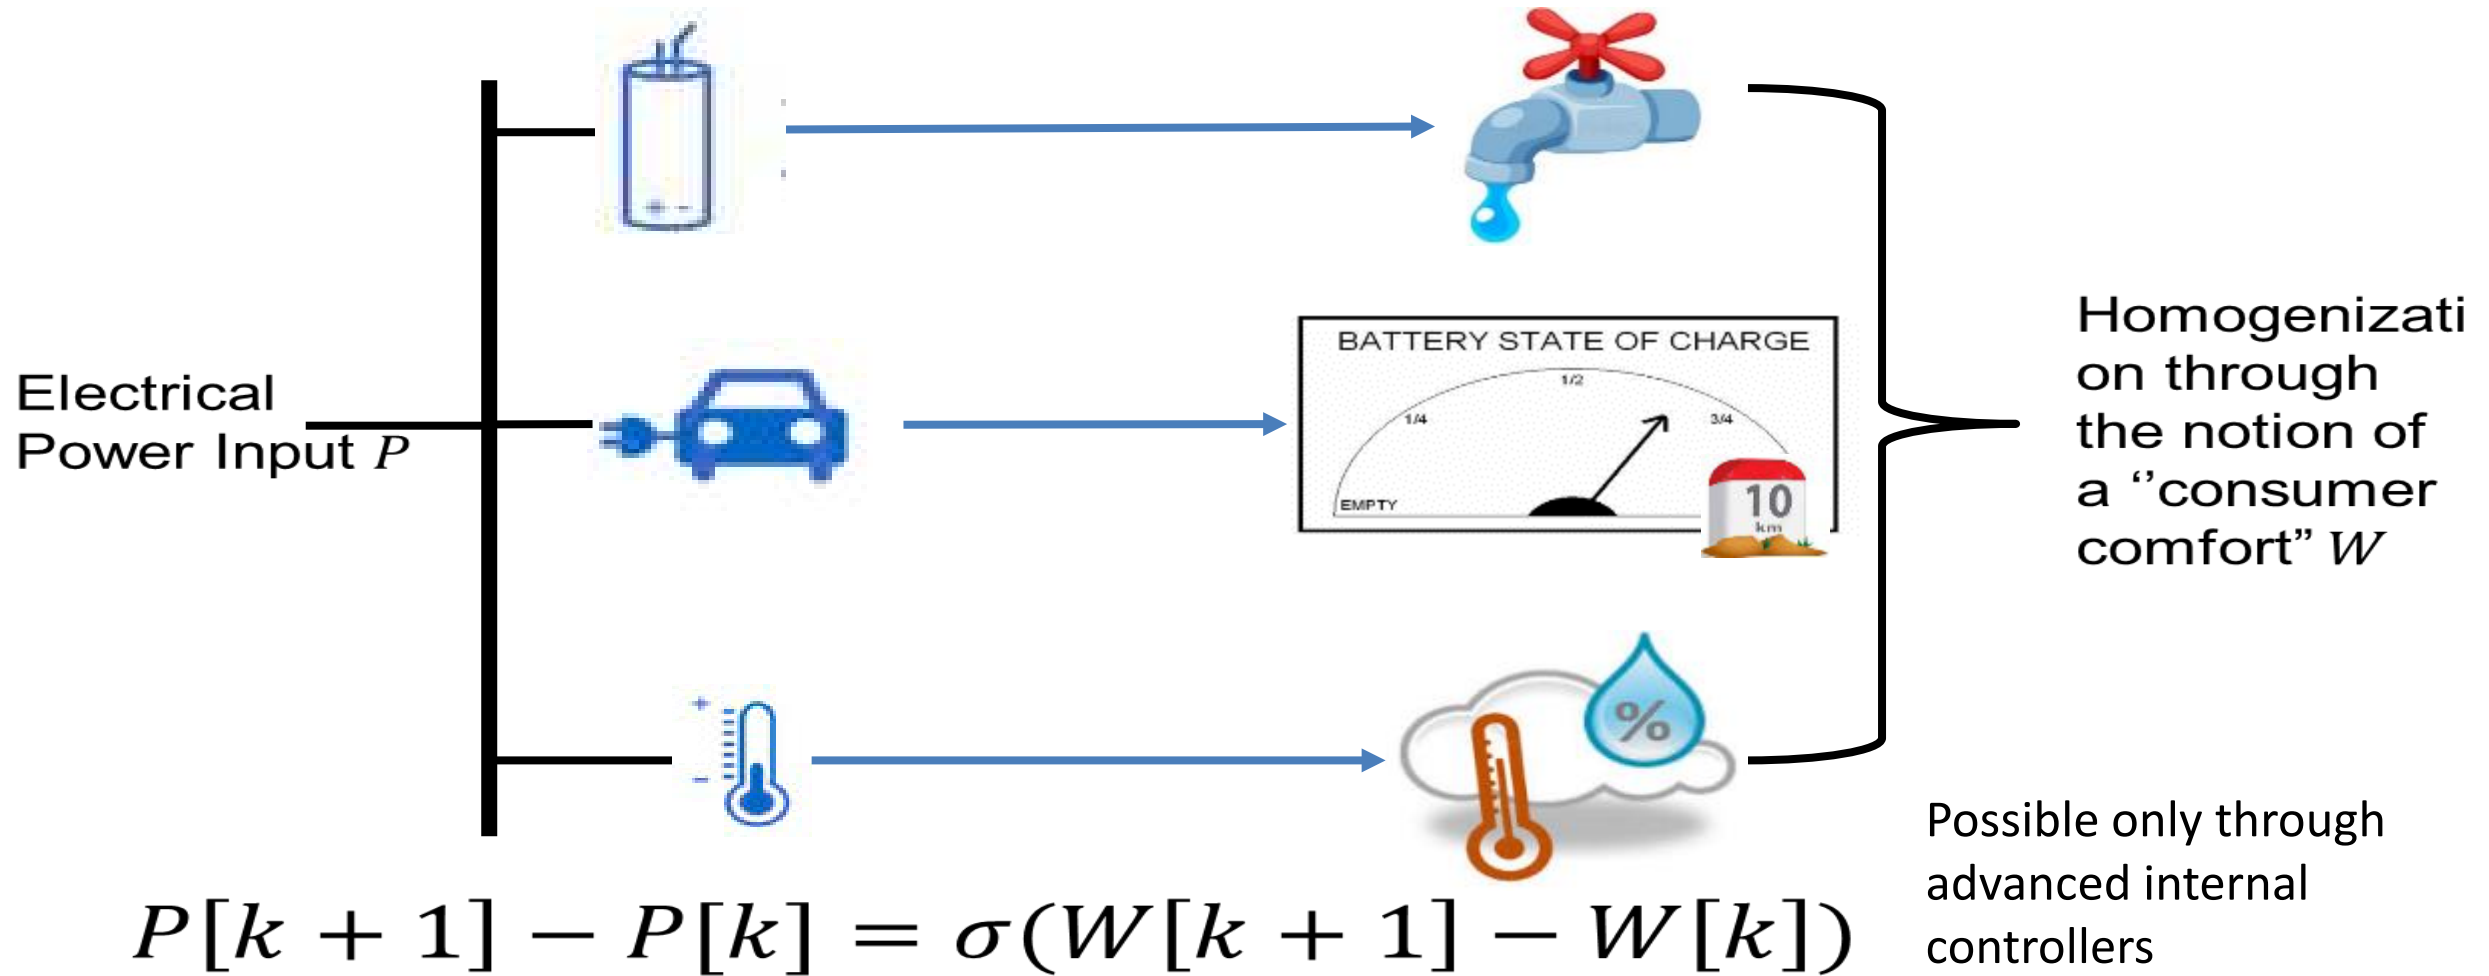 Electrical
Power Input P
+ -
BATTERY STATE OF CHARGE
1/2
1/4
3/4
EMPTY
10
km
+
−
%
Homogenizati
on through
the notion of
a ‘’consumer
comfort” W
Possible only through
advanced internal
controllers
P[k + 1] − P[k] = σ(W[k + 1] − W[k])